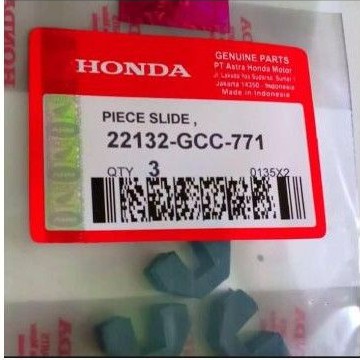 HONDA
GENUINE PARTS
PT Astra Honda Motor
Jakarta 14350 - Indonesia
Made in Indonesia
PIECE SLIDE ,
22132-GCC-771
QTY 3
0135X2